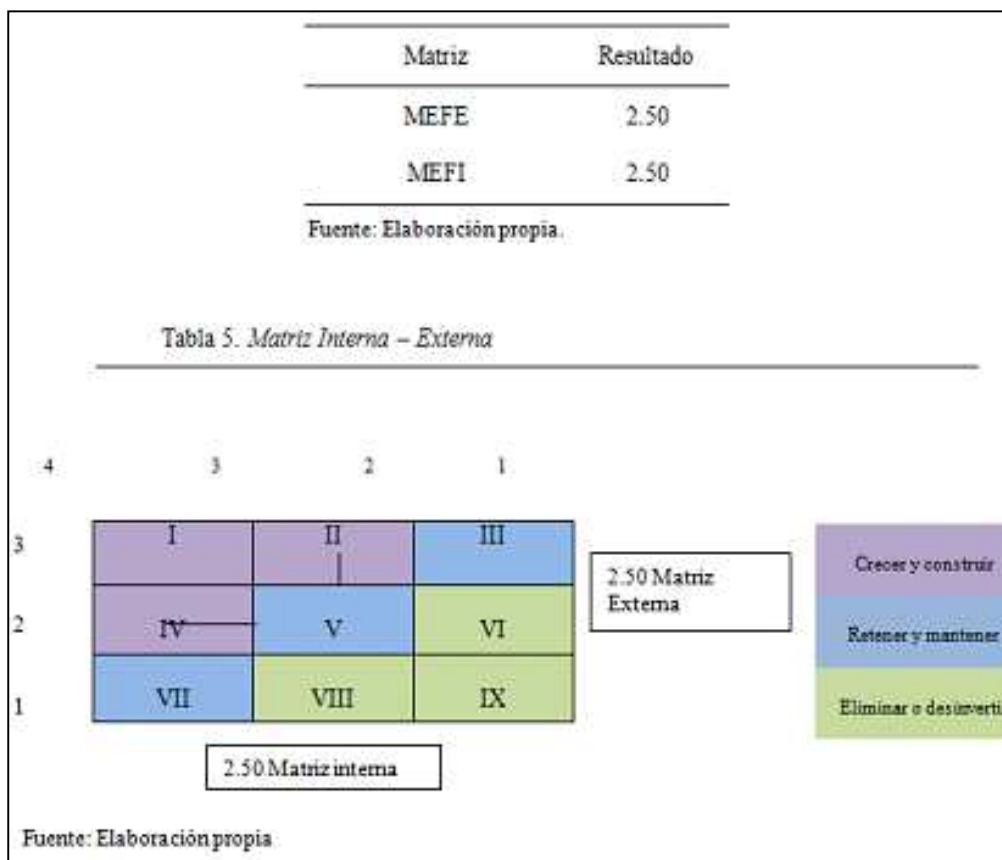 Matriz Resultado
MEFE 2.50
MEFI 2.50
Fuente: Elaboración propia.
Tabla 5. Matriz Interna – Externa
4 3 2 1
3 I II III
2 IV V VI
1 VII VIII IX
2.50 Matriz
Externa
Crecer y construir
Retener y mantener
Eliminar o desinverti
2.50 Matriz interna
Fuente: Elaboración propia